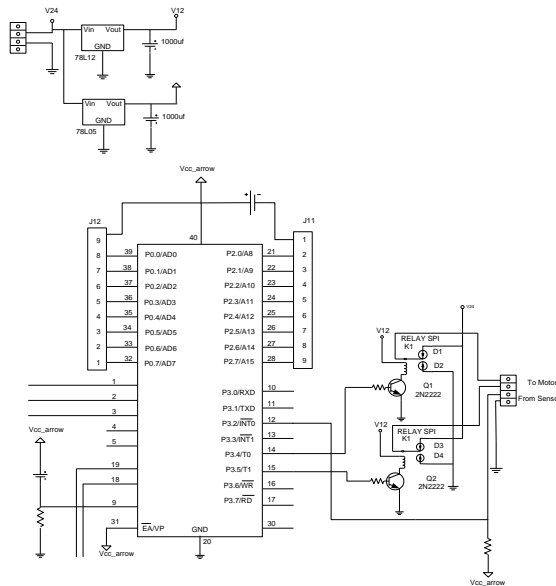 V24
V12
Vin Vout
GND
78L12
1000uf
Vin Vout
GND
78L05
1000uf
Vcc_arrow
+ -
J12
J11
40
9
8
7
6
5
4
3
2
1
39 P0.0/AD0
38 P0.1/AD1
37 P0.2/AD2
36 P0.3/AD3
35 P0.4/AD4
34 P0.5/AD5
33 P0.6/AD6
32 P0.7/AD7
P2.0/A8 21
P2.1/A9 22
P2.2/A10 23
P2.3/A11 24
P2.4/A12 25
P2.5/A13 26
P2.6/A14 27
P2.7/A15 28
1
2
3
4
5
6
7
8
9
1
2
3
4
5
19
18
9
31
EA/VP
GND
20
P3.0/RXD 10
P3.1/TXD 11
P3.2/INT0 12
P3.3/INT1 13
P3.4/T0 14
P3.5/T1 15
P3.6/WR 16
P3.7/RD 17
30
Vcc_arrow
Vcc_arrow
V24
V12
RELAY SPI
K1
D1
D2
Q1
2N2222
V12
RELAY SPI
K1
D3
D4
Q2
2N2222
To Motor
From Senso
Vcc_arrow